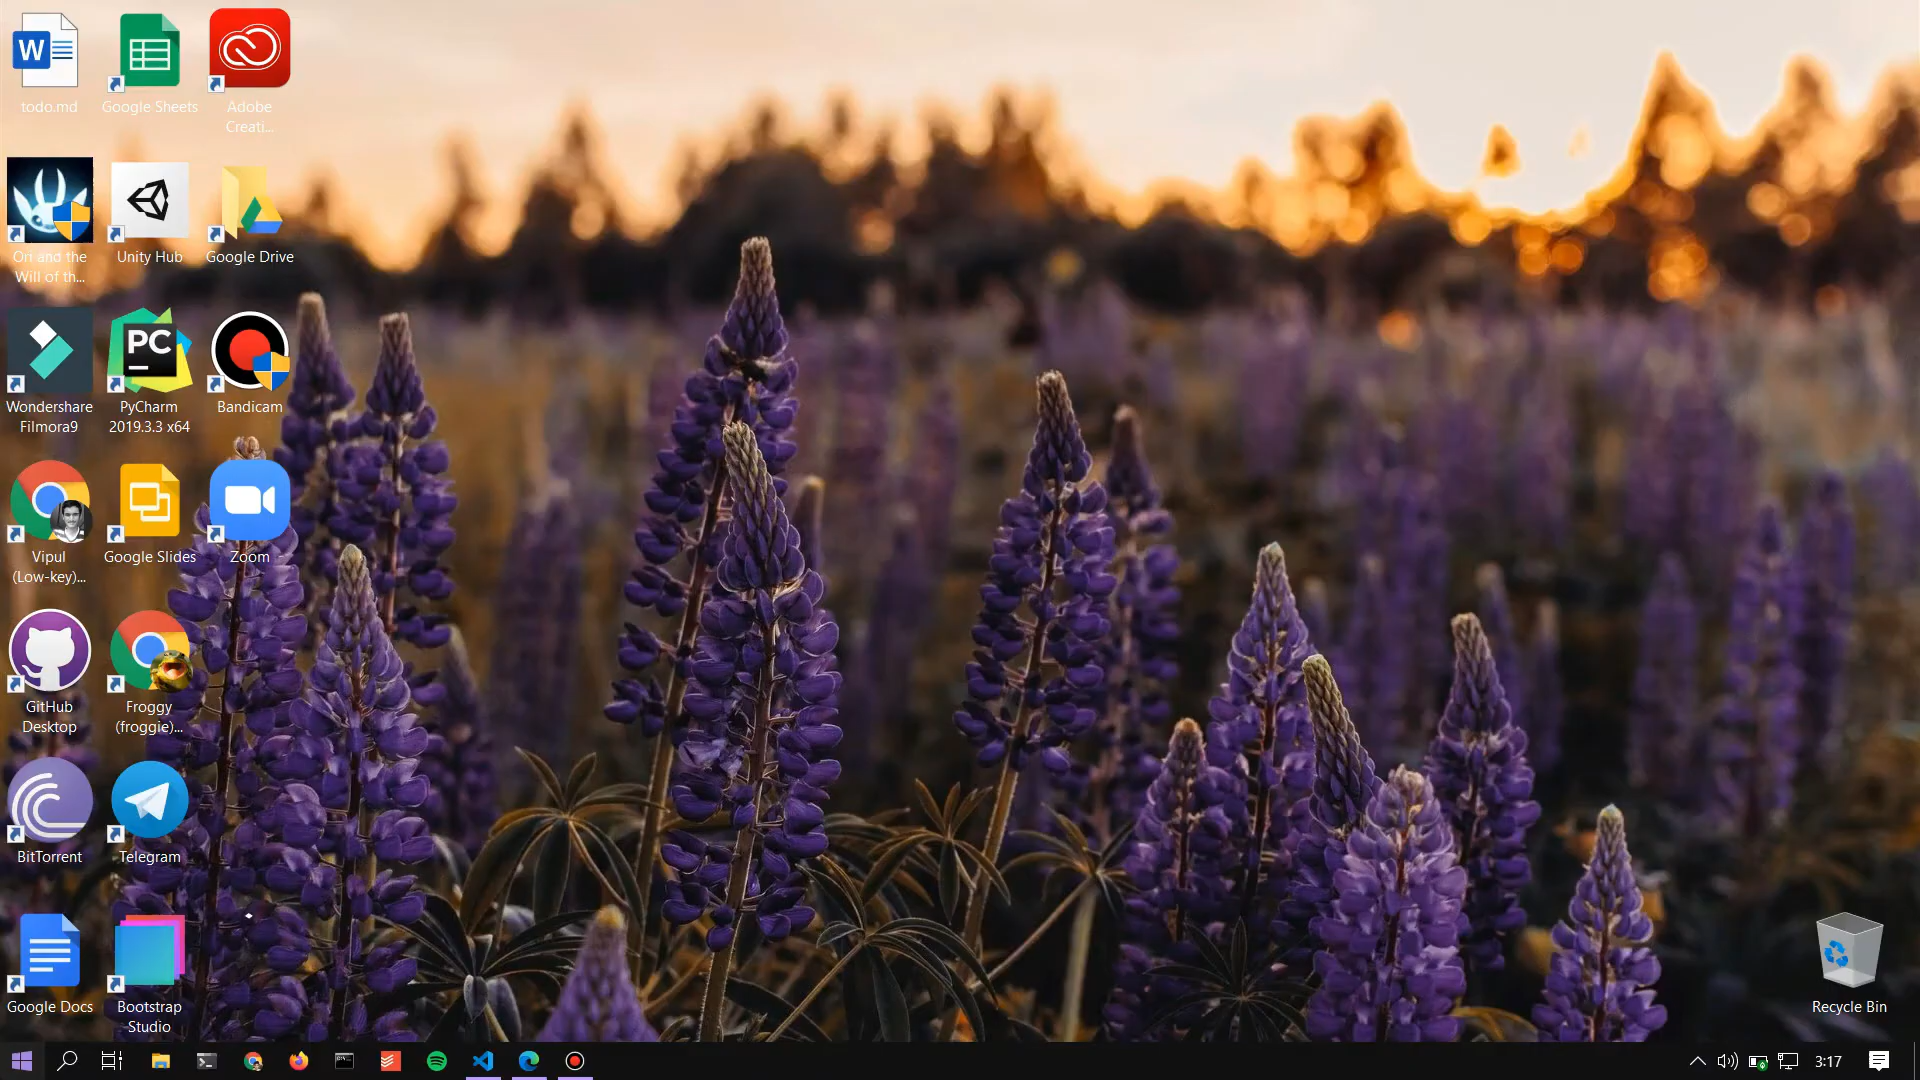 W
todo.md
Google Sheets
Adobe
Creati...
Ori and the
Will of th...
Unity Hub
Google Drive
Wondershare
Filmora9
PC
PyCharm
2019.3.3 x64
Bandicam
Vipul
(Low-key)...
Google Slides
Zoom
GitHub
Desktop
Froggy
(froggie)...
BitTorrent
Telegram
Google Docs
Bootstrap
Studio
Recycle Bin
3:17